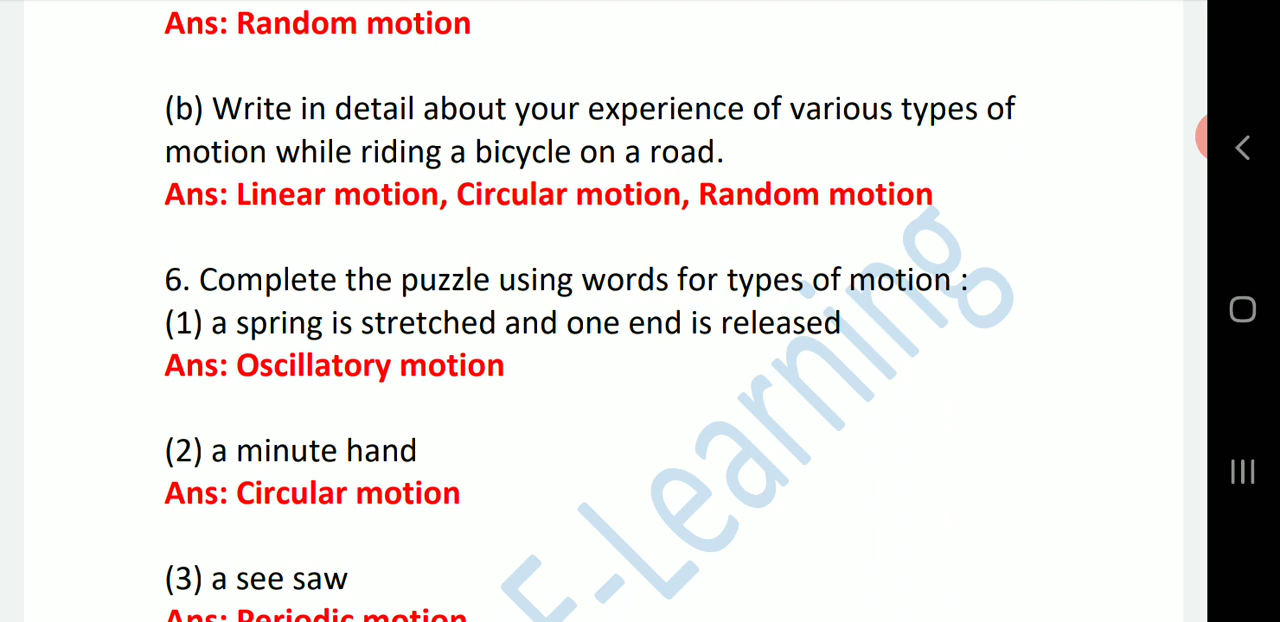 Ans: Random motion
(b) Write in detail about your experience of various types of
motion while riding a bicycle on a road.
Ans: Linear motion, Circular motion, Random motion
6. Complete the puzzle using words for types of motion :
(1) a spring is stretched and one end is released
Ans: Oscillatory motion
(2) a minute hand
Ans: Circular motion
(3) a see saw
Ans: Periodic motion
E-Learning